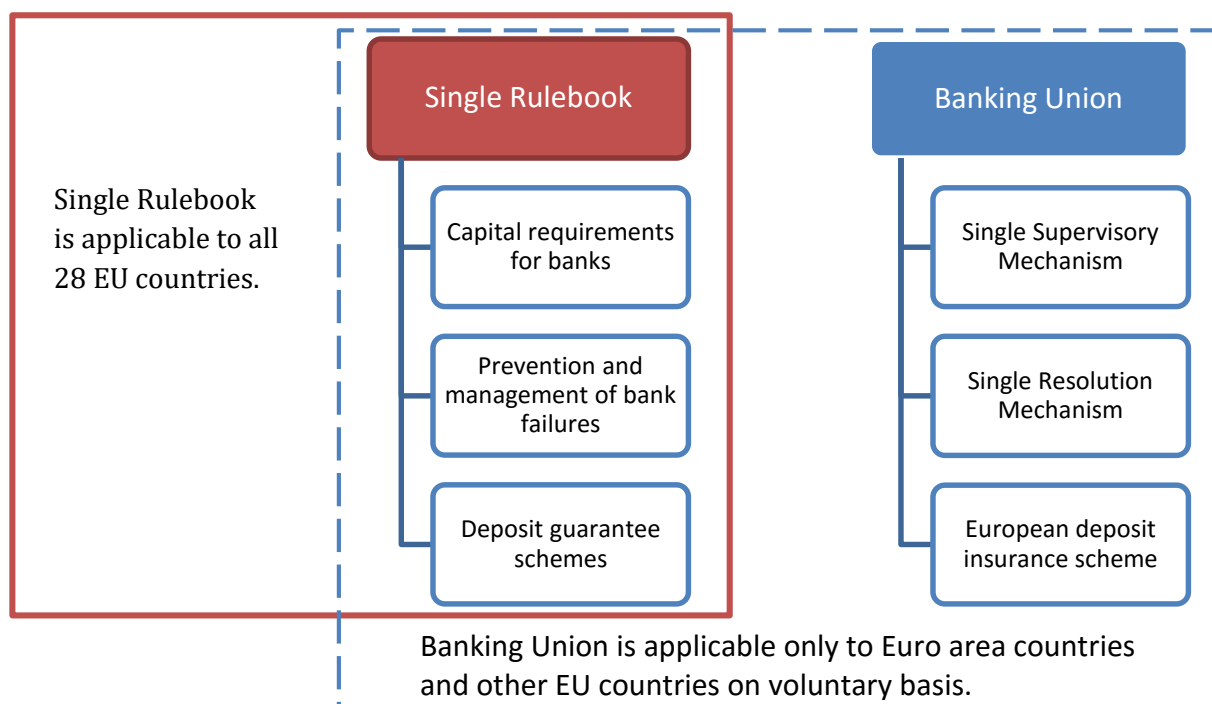 Single Rulebook
Banking Union
Single Rulebook
is applicable to all
28 EU countries.
Capital requirements
for banks
Single Supervisory
Mechanism
Prevention and
management of bank
failures
Single Resolution
Mechanism
Deposit guarantee
schemes
European deposit
insurance scheme
Banking Union is applicable only to Euro area countries
and other EU countries on voluntary basis.